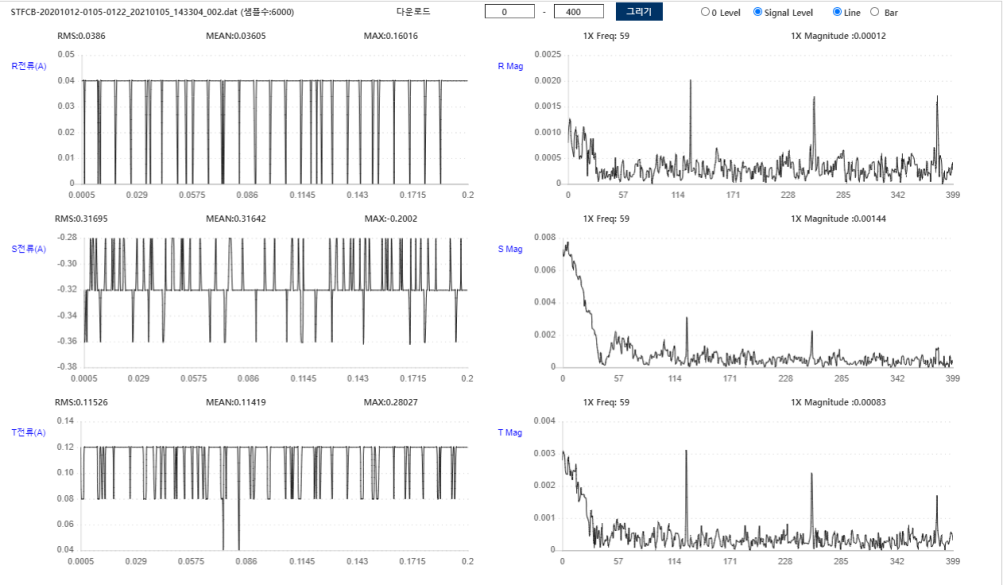 STFCB-20201012-0105-0122_20210105_143304_002.dat (샘플수:6000) 다운로드 0 - 400 그리기 0 Level Signal Level Line Bar
RMS:0.0386 MEAN:0.03605 MAX:0.16016 1X Freq: 59 1X Magnitude :0.00012
R전류(A)
0.05
0.04
0.03
0.02
0.01
0
0.0005 0.029 0.0575 0.086 0.1145 0.143 0.1715 0.2
R Mag
0.0025
0.0020
0.0015
0.0010
0.0005
0
0 57 114 171 228 285 342 399
RMS:0.31695 MEAN:0.31642 MAX:-0.2002 1X Freq: 59 1X Magnitude :0.00144
S전류(A)
-0.28
-0.30
-0.32
-0.34
-0.36
-0.38
0.0005 0.029 0.0575 0.086 0.1145 0.143 0.1715 0.2
S Mag
0.008
0.006
0.004
0.002
0
0 57 114 171 228 285 342 399
RMS:0.11526 MEAN:0.11419 MAX:0.28027 1X Freq: 59 1X Magnitude :0.00083
T전류(A)
0.14
0.12
0.10
0.08
0.06
0.04
0.0005 0.029 0.0575 0.086 0.1145 0.143 0.1715 0.2
T Mag
0.004
0.003
0.002
0.001
0
0 57 114 171 228 285 342 399